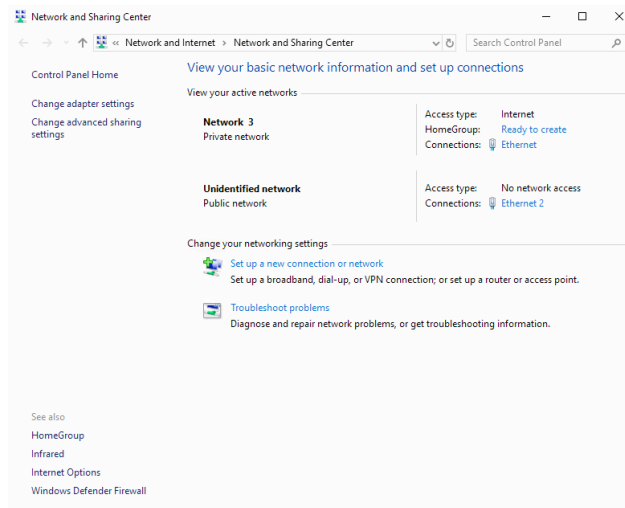 Network and Sharing Center
« Network and Internet › Network and Sharing Center
Search Control Panel
Control Panel Home
Change adapter settings
Change advanced sharing
settings
View your basic network information and set up connections
View your active networks
Network 3
Private network
Access type: Internet
HomeGroup: Ready to create
Connections: Ethernet
Unidentified network
Public network
Access type: No network access
Connections: Ethernet 2
Change your networking settings
Set up a new connection or network
Set up a broadband, dial-up, or VPN connection; or set up a router or access point.
Troubleshoot problems
Diagnose and repair network problems, or get troubleshooting information.
See also
HomeGroup
Infrared
Internet Options
Windows Defender Firewall